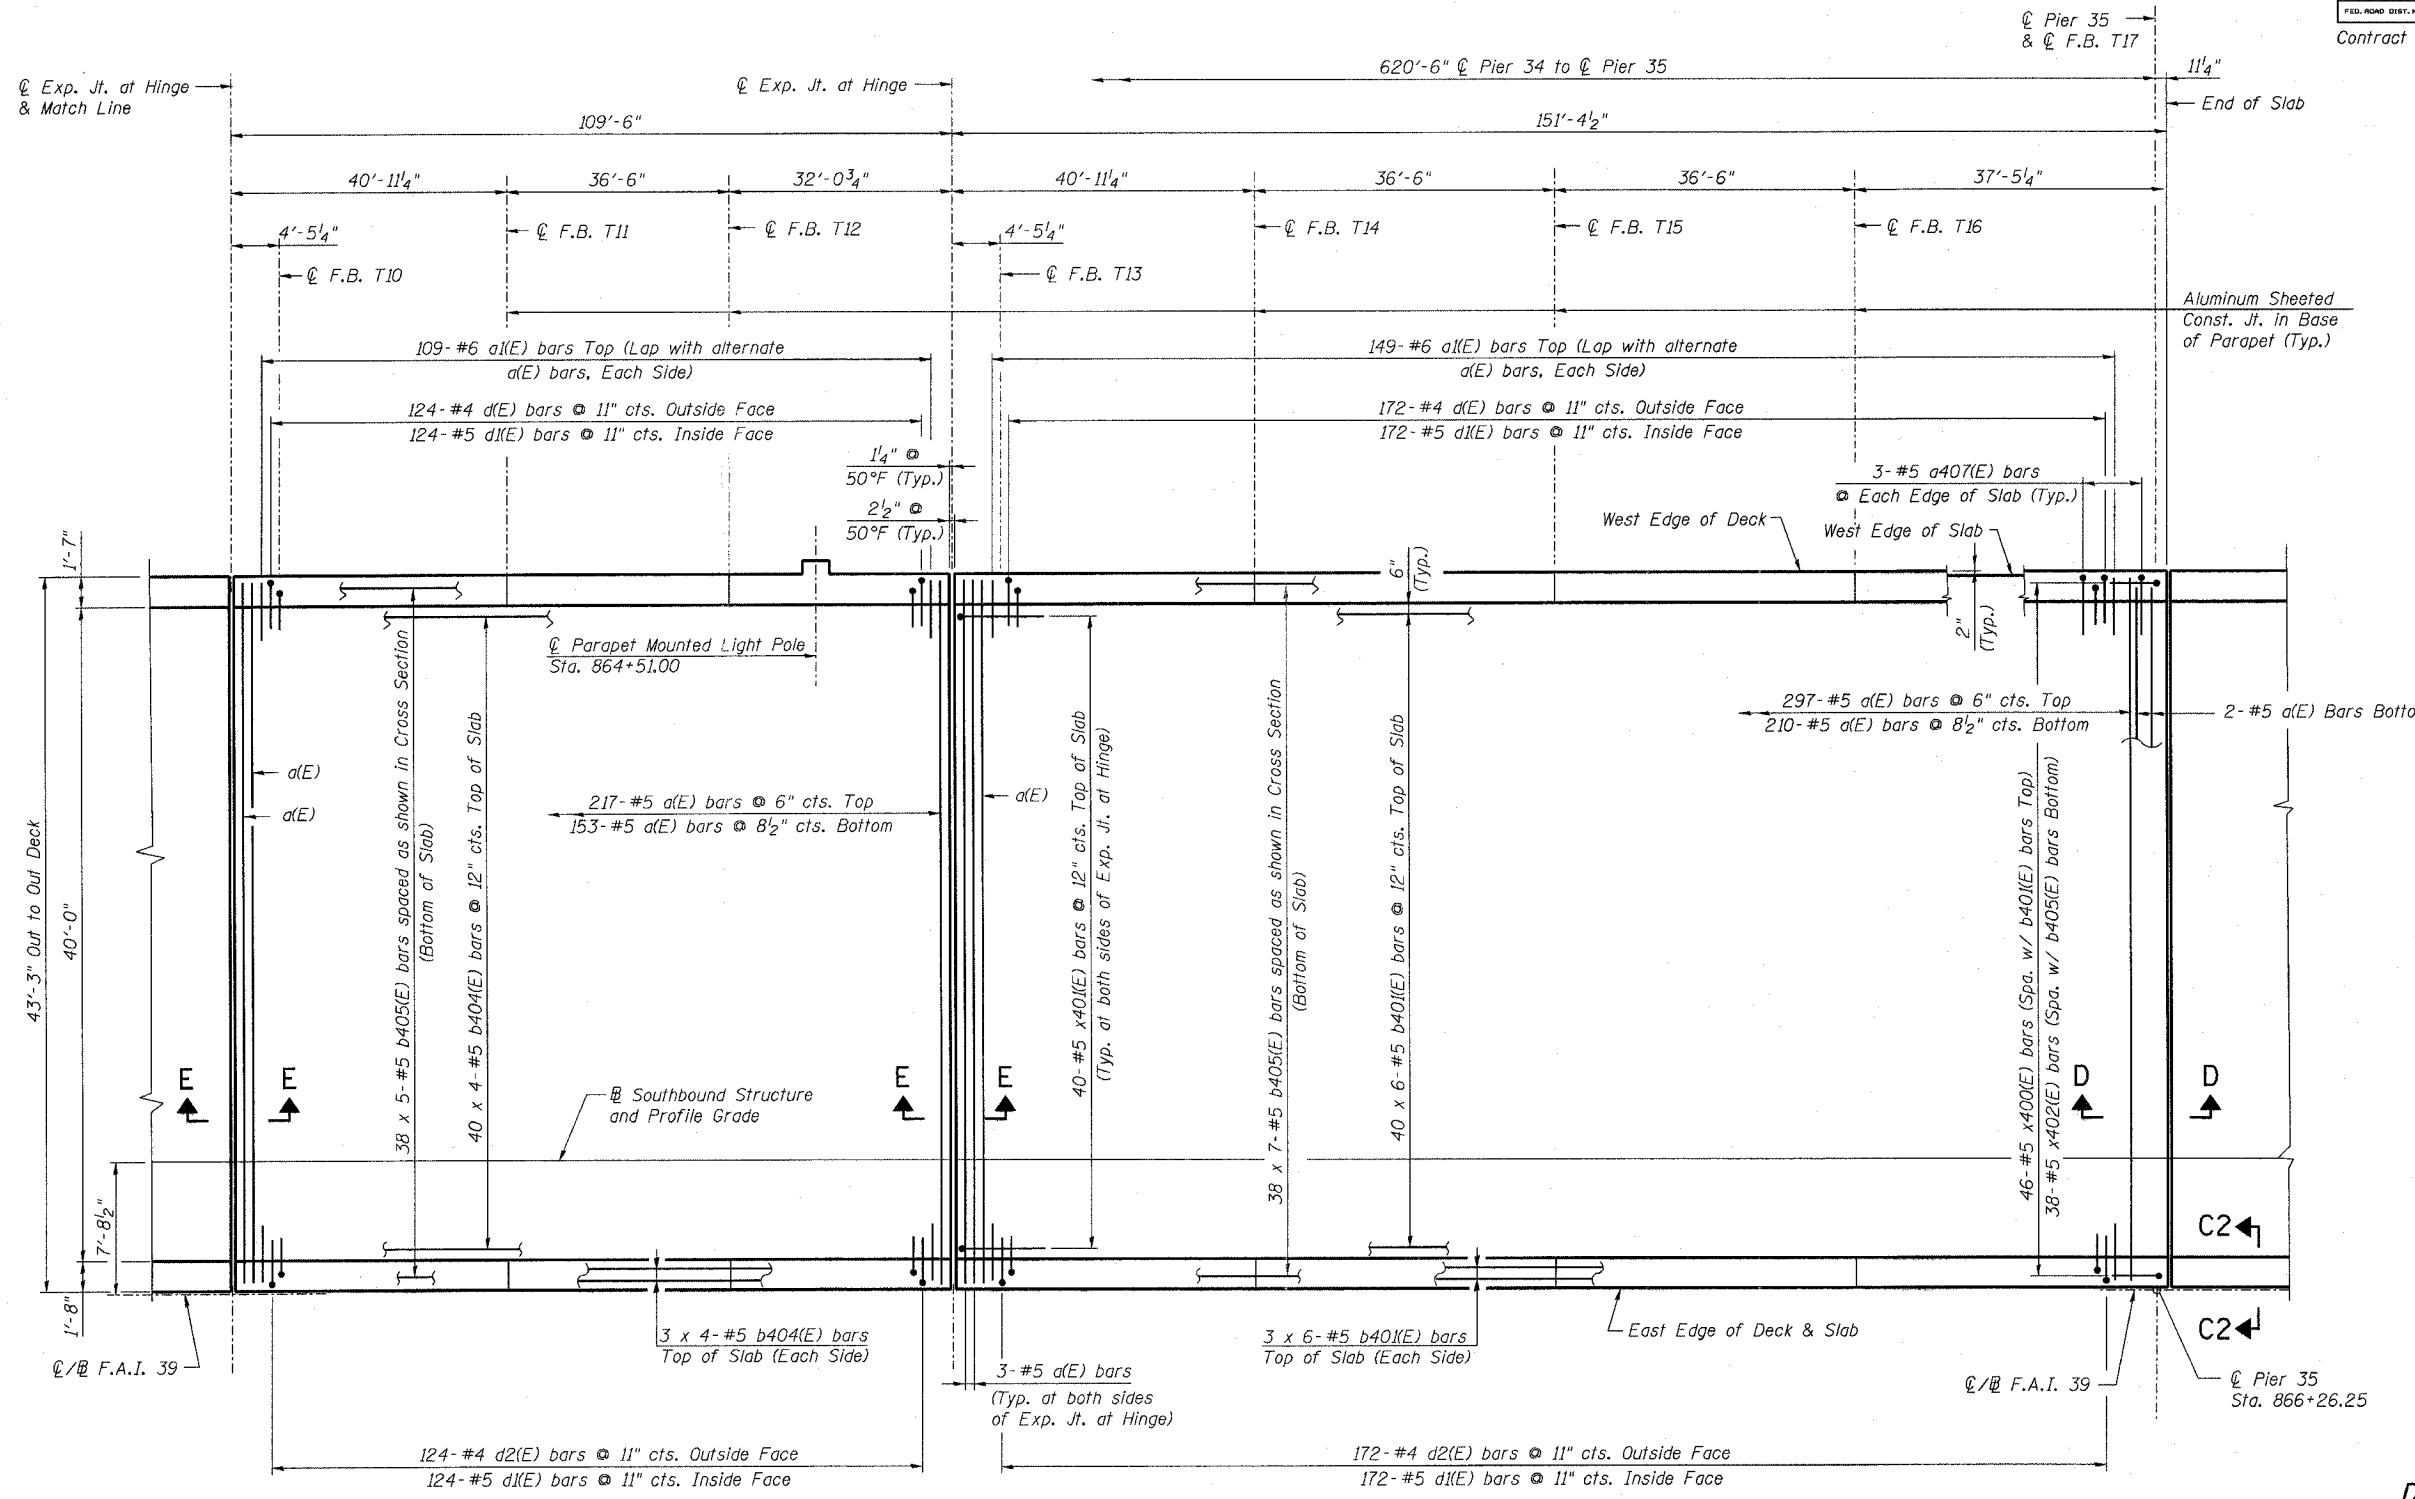 FED. ROAD DIST.
Contract
℄ Pier 35
& ℄ F.B. T17
620'-6" ℄ Pier 34 to ℄ Pier 35
11¼"
End of Slab
℄ Exp. Jt. at Hinge
& Match Line
℄ Exp. Jt. at Hinge
109'-6"
151'-4½"
40'-11¼"
36'-6"
32'-0¾"
40'-11¼"
36'-6"
36'-6"
37'-5¼"
4'-5¼"
℄ F.B. T11
℄ F.B. T12
4'-5¼"
℄ F.B. T14
℄ F.B. T15
℄ F.B. T16
℄ F.B. T10
℄ F.B. T13
Aluminum Sheeted
Const. Jt. in Base
of Parapet (Typ.)
109-#6 a1(E) bars Top (Lap with alternate
a(E) bars, Each Side)
149-#6 a1(E) bars Top (Lap with alternate
a(E) bars, Each Side)
124-#4 d(E) bars @ 11" cts. Outside Face
124-#5 d1(E) bars @ 11" cts. Inside Face
172-#4 d(E) bars @ 11" cts. Outside Face
172-#5 d1(E) bars @ 11" cts. Inside Face
1¼" @
50°F (Typ.)
2½" @
50°F (Typ.)
3-#5 a407(E) bars
@ Each Edge of Slab (Typ.)
West Edge of Deck
West Edge of Slab
6"
(Typ.)
2"
(Typ.)
1'-7"
℄ Parapet Mounted Light Pole
Sta. 864+51.00
297-#5 a(E) bars @ 6" cts. Top
210-#5 a(E) bars @ 8½" cts. Bottom
2-#5 a(E) Bars Botto
a(E)
a(E)
a(E)
217-#5 a(E) bars @ 6" cts. Top
153-#5 a(E) bars @ 8½" cts. Bottom
43'-3" Out to Out Deck
40'-0"
38 x 5-#5 b405(E) bars spaced as shown in Cross Section
(Bottom of Slab)
40 x 4-#5 b404(E) bars @ 12" cts. Top of Slab
40-#5 x401(E) bars @ 12" cts. Top of Slab
(Typ. at both sides of Exp. Jt. at Hinge)
38 x 7-#5 b405(E) bars spaced as shown in Cross Section
(Bottom of Slab)
40 x 6-#5 b401(E) bars @ 12" cts. Top of Slab
46-#5 x400(E) bars (Spa. w/ b401(E) bars Top)
38-#5 x402(E) bars (Spa. w/ b405(E) bars Bottom)
E
E
E
E
D
D
℔ Southbound Structure
and Profile Grade
7'-8½"
1'-8"
C2
C2
3 x 4-#5 b404(E) bars
Top of Slab (Each Side)
3 x 6-#5 b401(E) bars
Top of Slab (Each Side)
East Edge of Deck & Slab
℄/℔ F.A.I. 39
3-#5 a(E) bars
(Typ. at both sides
of Exp. Jt. at Hinge)
℄/℔ F.A.I. 39
℄ Pier 35
Sta. 866+26.25
124-#4 d2(E) bars @ 11" cts. Outside Face
124-#5 d1(E) bars @ 11" cts. Inside Face
172-#4 d2(E) bars @ 11" cts. Outside Face
172-#5 d1(E) bars @ 11" cts. Inside Face